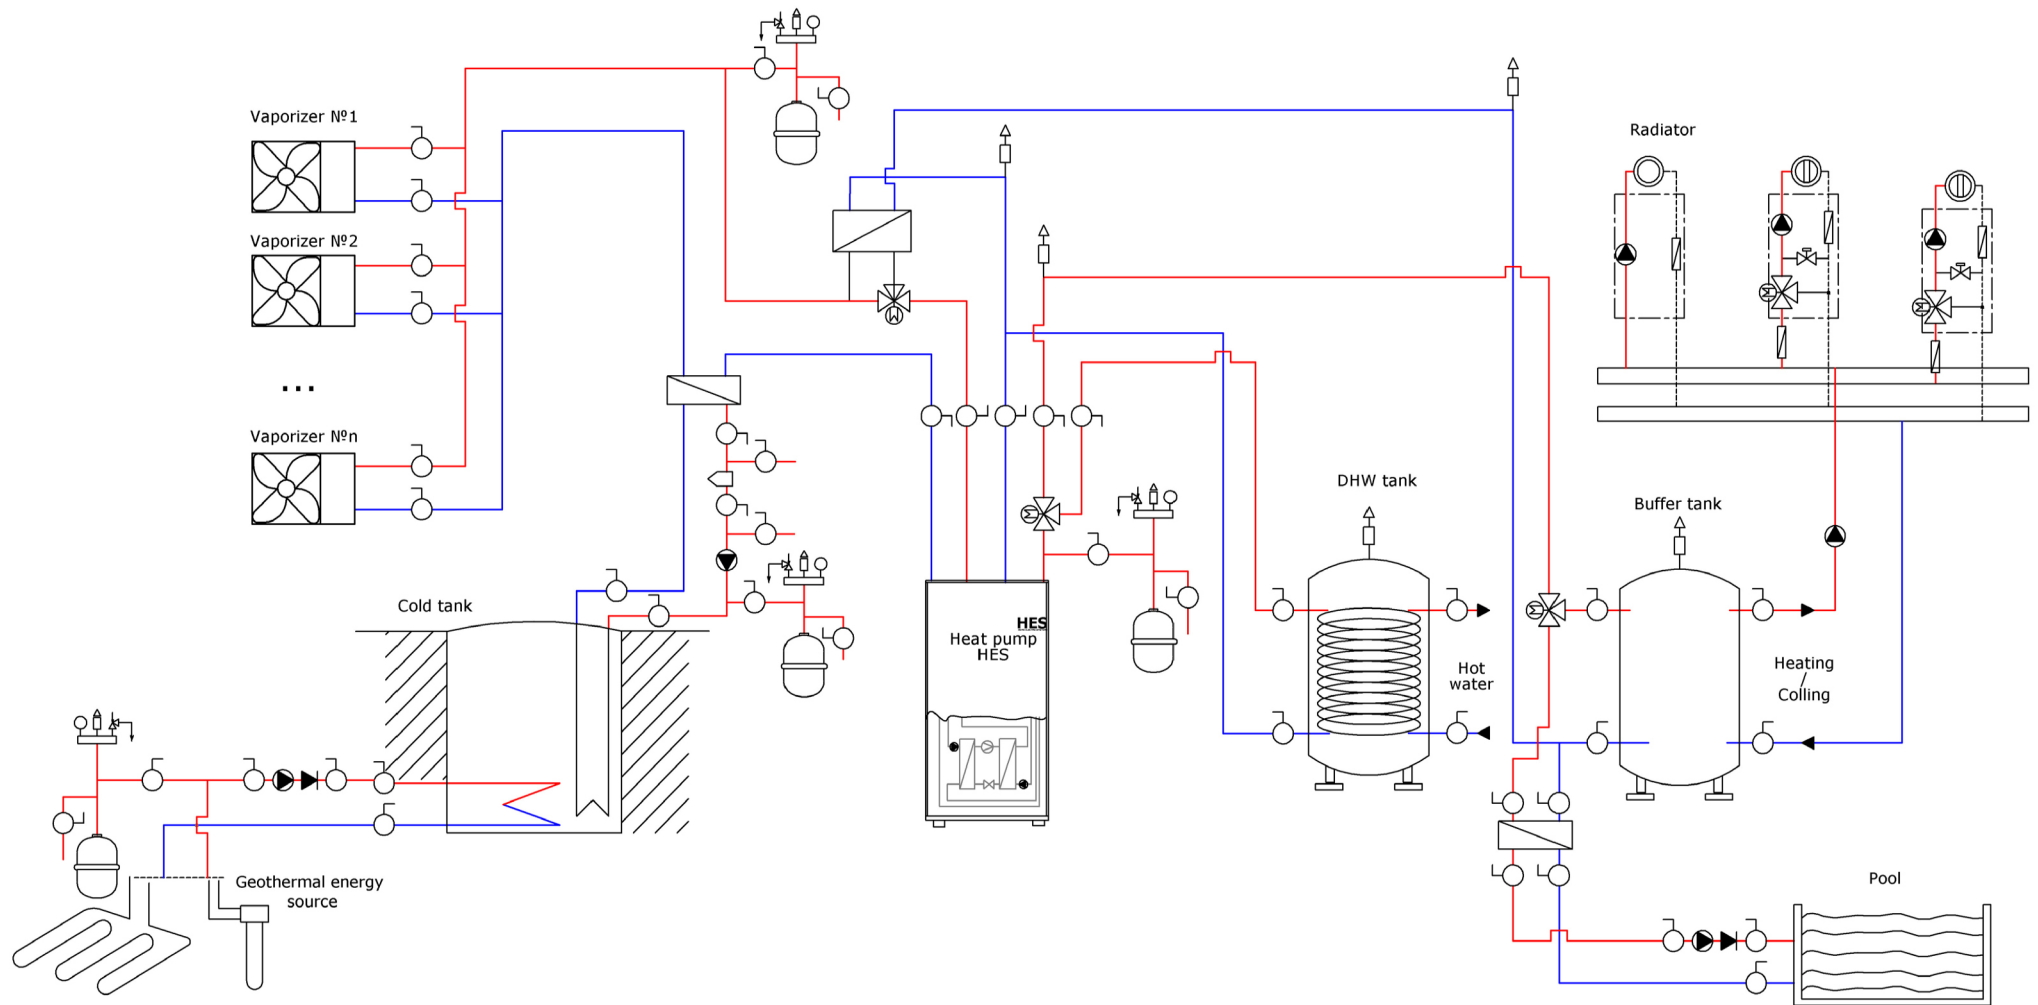 Vaporizer №1
Radiator
Vaporizer №2
...
Vaporizer №n
DHW tank
Buffer tank
Cold tank
HES
Heat pump
HES
Hot
water
Heating
/
Colling
Geothermal energy
source
Pool